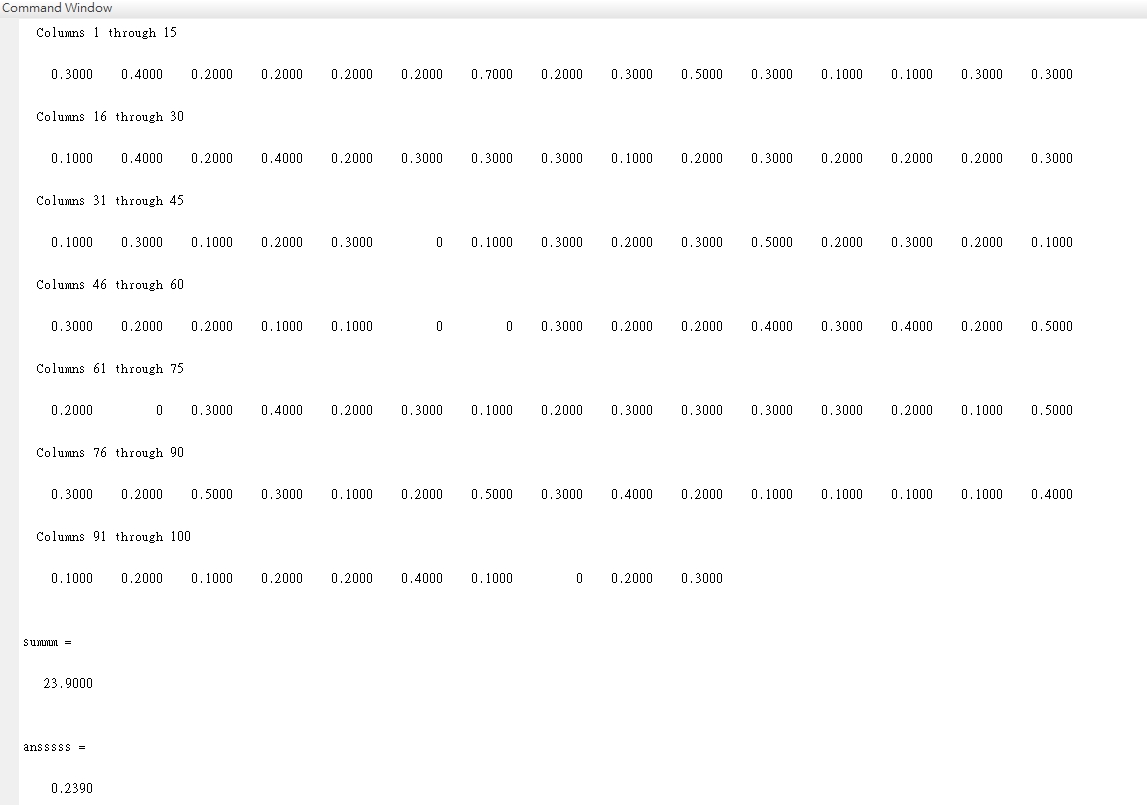 Command Window
Columns 1 through 15
0.3000 0.4000 0.2000 0.2000 0.2000 0.2000 0.7000 0.2000 0.3000 0.5000 0.3000 0.1000 0.1000 0.3000 0.3000
Columns 16 through 30
0.1000 0.4000 0.2000 0.4000 0.2000 0.3000 0.3000 0.3000 0.1000 0.2000 0.3000 0.2000 0.2000 0.2000 0.3000
Columns 31 through 45
0.1000 0.3000 0.1000 0.2000 0.3000 0 0.1000 0.3000 0.2000 0.3000 0.5000 0.2000 0.3000 0.2000 0.1000
Columns 46 through 60
0.3000 0.2000 0.2000 0.1000 0.1000 0 0 0.3000 0.2000 0.2000 0.4000 0.3000 0.4000 0.2000 0.5000
Columns 61 through 75
0.2000 0 0.3000 0.4000 0.2000 0.3000 0.1000 0.2000 0.3000 0.3000 0.3000 0.3000 0.2000 0.1000 0.5000
Columns 76 through 90
0.3000 0.2000 0.5000 0.3000 0.1000 0.2000 0.5000 0.3000 0.4000 0.2000 0.1000 0.1000 0.1000 0.1000 0.4000
Columns 91 through 100
0.1000 0.2000 0.1000 0.2000 0.2000 0.4000 0.1000 0 0.2000 0.3000
summm =
23.9000
ansssss =
0.2390